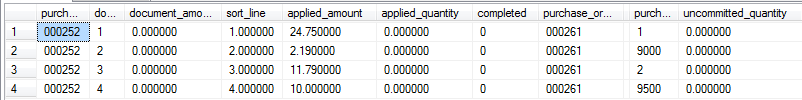 purch... do... document_amo... sort_line applied_amount applied_quantity completed purchase_or... purch... uncommitted_quantity
1 000252 1 0.000000 1.000000 24.750000 0.000000 0 000261 1 0.000000
2 000252 2 0.000000 2.000000 2.190000 0.000000 0 000261 9000 0.000000
3 000252 3 0.000000 3.000000 11.790000 0.000000 0 000261 2 0.000000
4 000252 4 0.000000 4.000000 10.000000 0.000000 0 000261 9500 0.000000